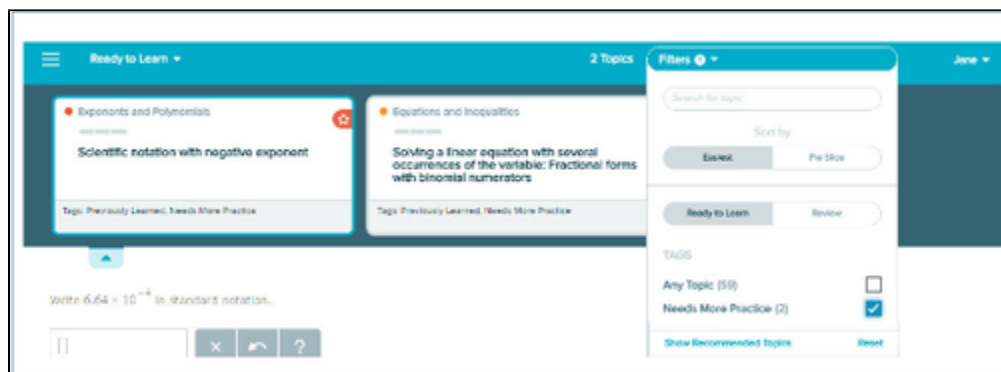 Ready to Learn
2 Topics
Filters
Jane
Exponents and Polynomials
Scientific notation with negative exponent
Tags: Previously Learned, Needs More Practice
Equations and Inequalities
Solving a linear equation with several
occurrences of the variable: Fractional forms
with binomial numerators
Tags: Previously Learned, Needs More Practice
Search for topic
Sort by
Easiest
Pie Slice
Ready to Learn
Review
TAGS
Any Topic (59)
Needs More Practice (2)
Show Recommended Topics
Reset
Write 6.64 × 10⁻⁴ in standard notation.
× ?